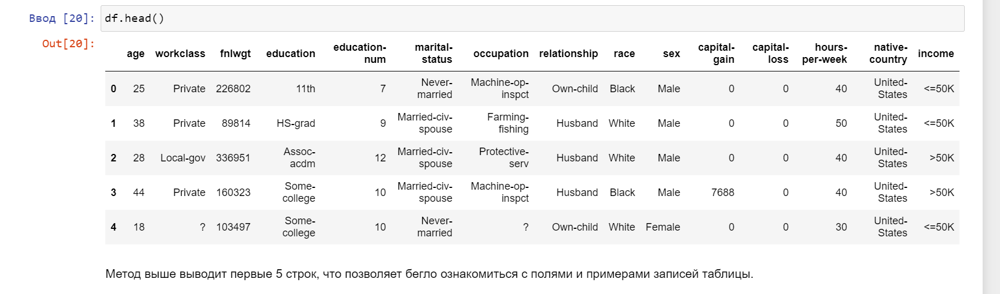 Ввод [20]: df.head()
Out[20]:
age workclass fnlwgt education education-num marital-status occupation relationship race sex capital-gain capital-loss hours-per-week native-country income
0 25 Private 226802 11th 7 Never-married Machine-op-inspct Own-child Black Male 0 0 40 United-States <=50K
1 38 Private 89814 HS-grad 9 Married-civ-spouse Farming-fishing Husband White Male 0 0 50 United-States <=50K
2 28 Local-gov 336951 Assoc-acdm 12 Married-civ-spouse Protective-serv Husband White Male 0 0 40 United-States >50K
3 44 Private 160323 Some-college 10 Married-civ-spouse Machine-op-inspct Husband Black Male 7688 0 40 United-States >50K
4 18 ? 103497 Some-college 10 Never-married ? Own-child White Female 0 0 30 United-States <=50K
Метод выше выводит первые 5 строк, что позволяет бегло ознакомиться с полями и примерами записей таблицы.